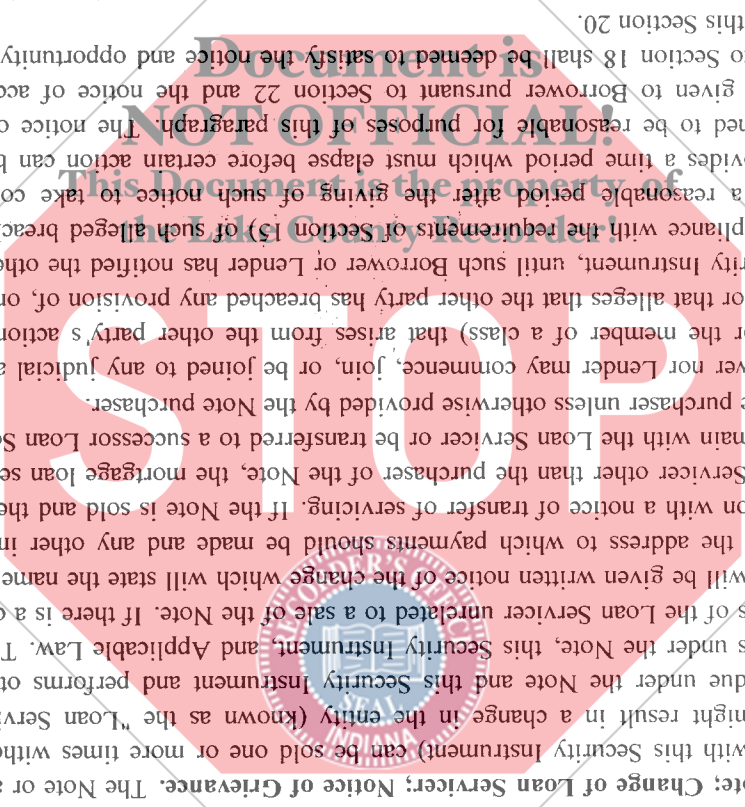 te; Change of Loan Servicer; Notice of Grievance. The Note or a
with this Security Instrument) can be sold one or more times witho
might result in a change in the entity (known as the "Loan Servi
due under the Note and this Security Instrument and performs ot
s under the Note, this Security Instrument, and Applicable Law. T
s of the Loan Servicer unrelated to a sale of the Note. If there is a c
will be given written notice of the change which will state the name
the address to which payments should be made and any other in
on with a notice of transfer of servicing. If the Note is sold and the
Servicer other than the purchaser of the Note, the mortgage loan se
main with the Loan Servicer or be transferred to a successor Loan S
e purchaser unless otherwise provided by the Note purchaser.
wer nor Lender may commence, join, or be joined to any judicial a
r the member of a class) that arises from the other party's action
or that alleges that the other party has breached any provision of, or
rity Instrument, until such Borrower or Lender has notified the othe
pliance with the requirements of Section 15) of such alleged breac
a reasonable period after the giving of such notice to take co
vides a time period which must elapse before certain action can b
ned to be reasonable for purposes of this paragraph. The notice o
given to Borrower pursuant to Section 22 and the notice of acc
o Section 18 shall be deemed to satisfy the notice and opportunity
this Section 20.
Document is
NOT OFFICIAL!
This Document is the property of
the Lake County Recorder!
STOP
RECORDER'S OFFICE
SEAL
INDIANA